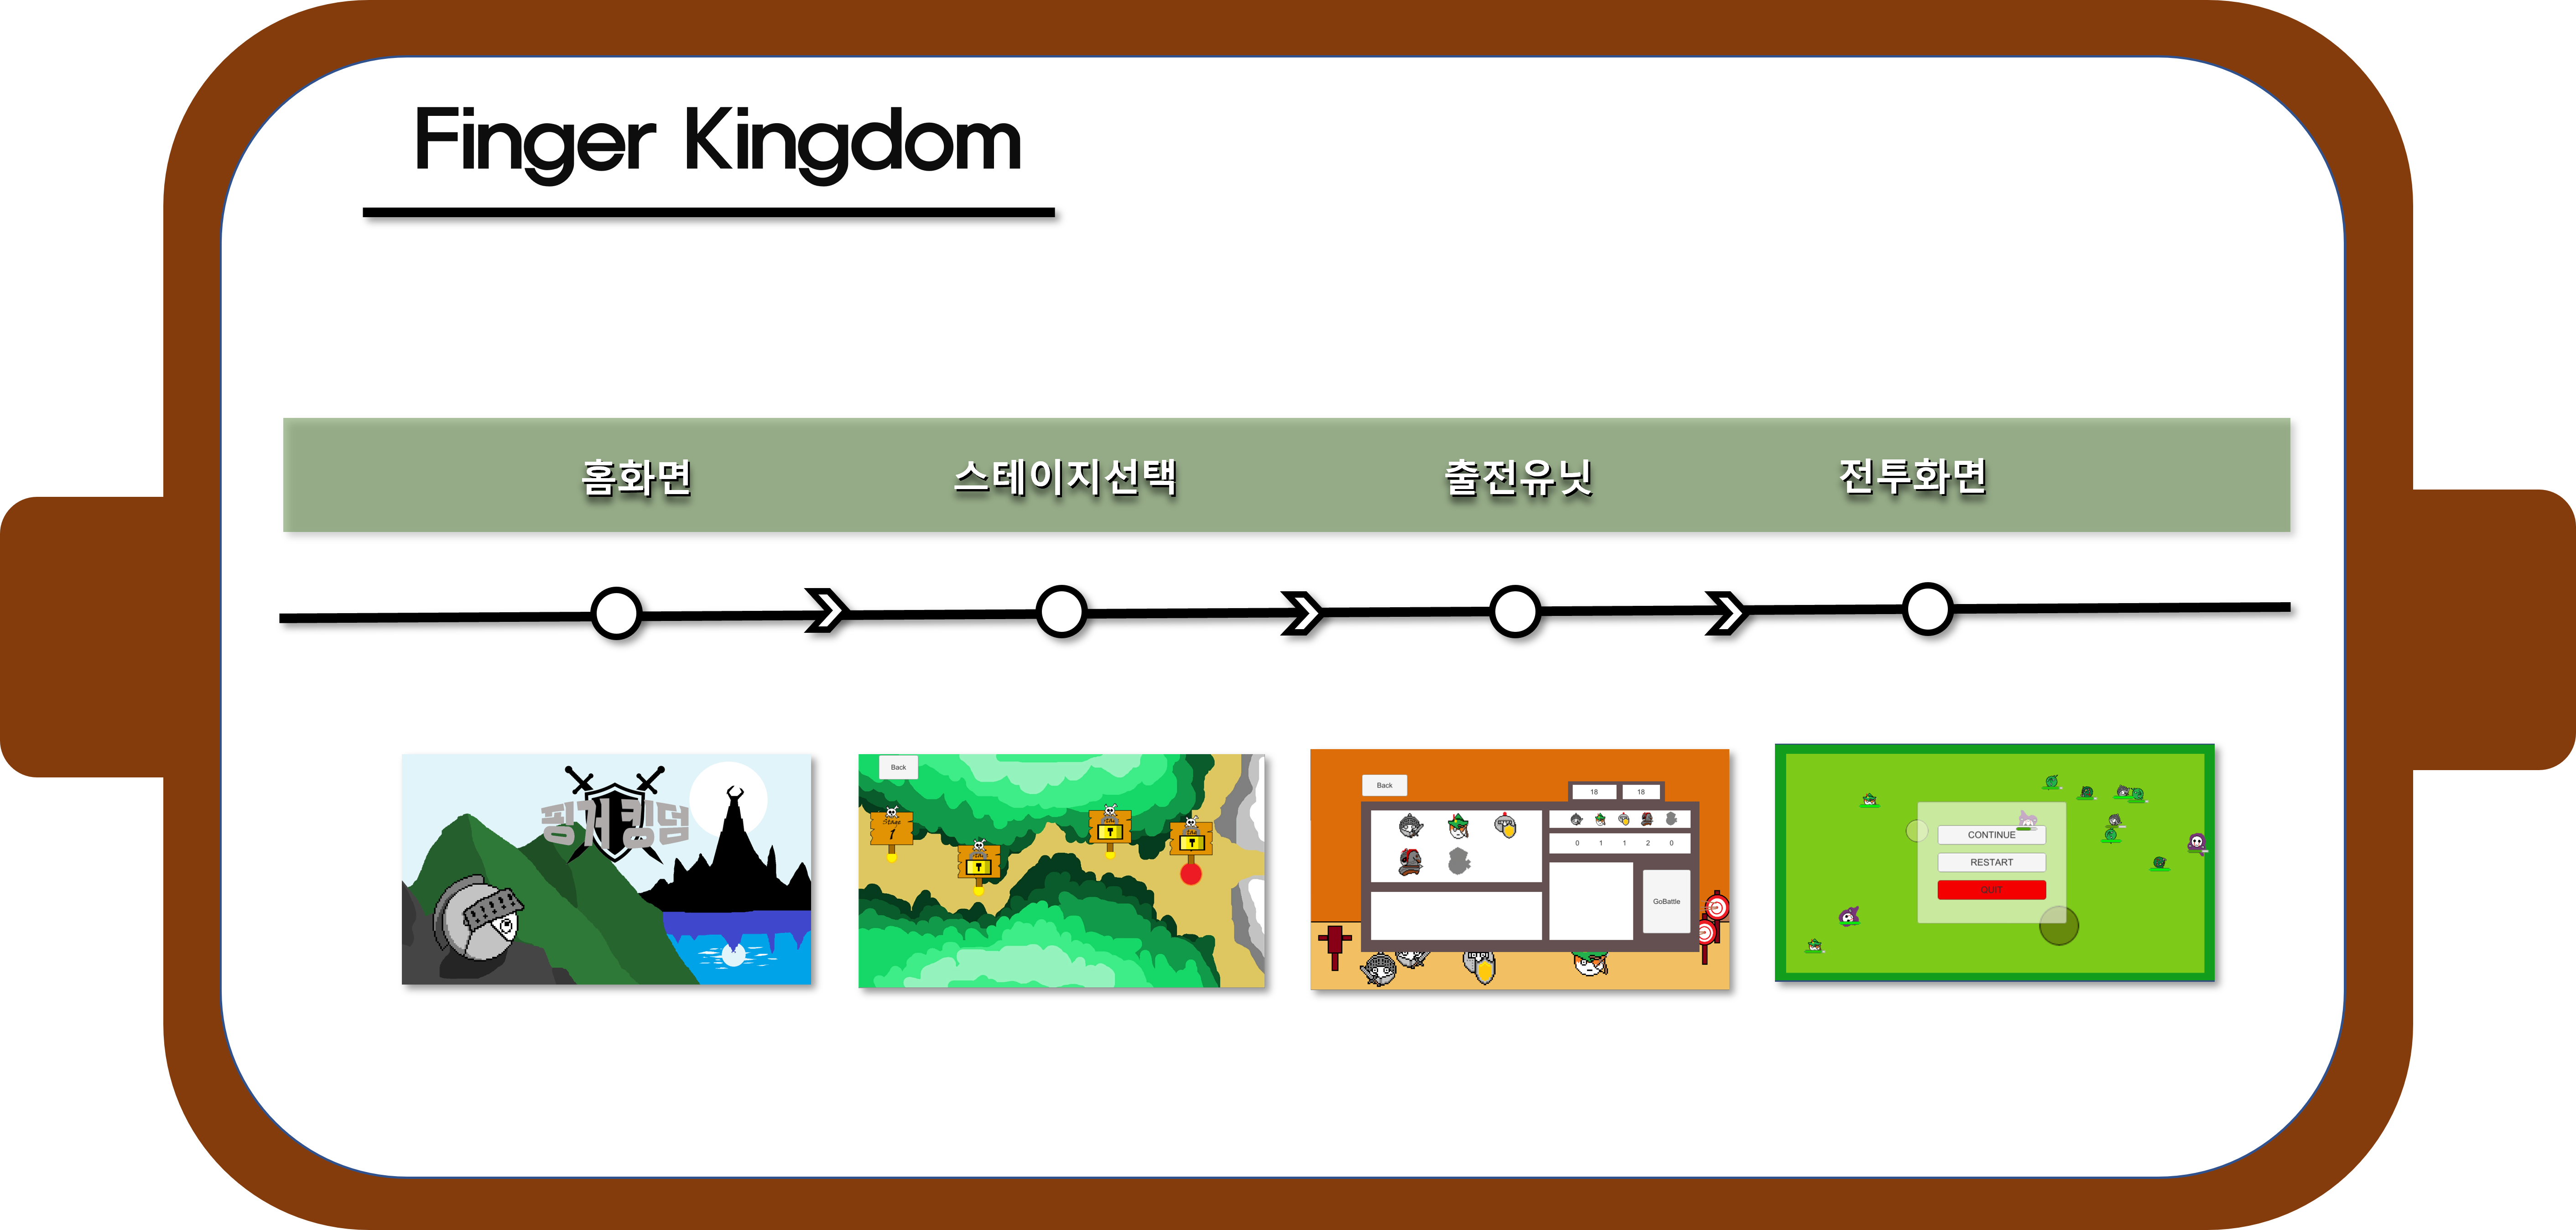 Finger Kingdom
홈화면 스테이지선택 출전유닛 전투화면
핑거킹덤
Back
Stage
1
Back
18 18
0 1 1 2 0
GoBattle
CONTINUE
RESTART
QUIT